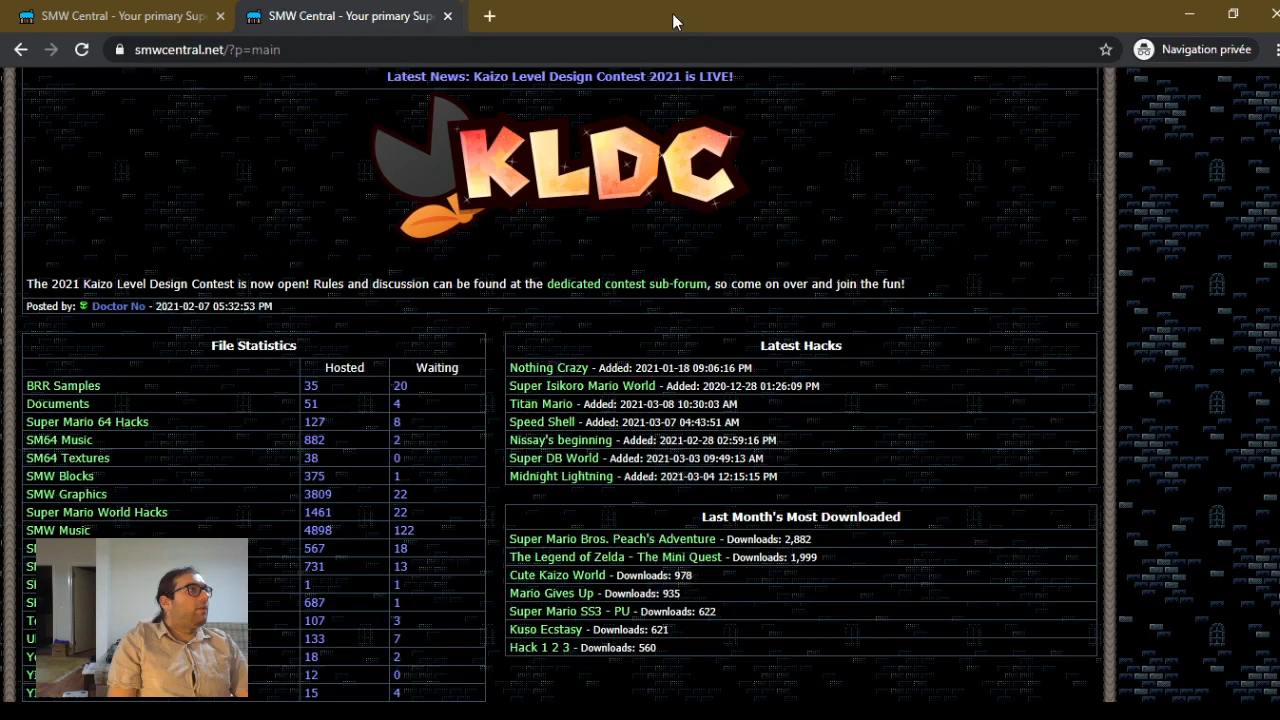 SMW Central - Your primary Sup
SMW Central - Your primary Sup
smwcentral.net/?p=main
Navigation privée
Latest News: Kaizo Level Design Contest 2021 is LIVE!
KLDC
The 2021 Kaizo Level Design Contest is now open! Rules and discussion can be found at the dedicated contest sub-forum, so come on over and join the fun!
Posted by: Doctor No - 2021-02-07 05:32:53 PM
File Statistics
Hosted Waiting
BRR Samples 35 20
Documents 51 4
Super Mario 64 Hacks 127 8
SM64 Music 882 2
SM64 Textures 38 0
SMW Blocks 375 1
SMW Graphics 3809 22
Super Mario World Hacks 1461 22
SMW Music 4898 122
567 18
731 13
1 1
687 1
107 3
133 7
18 2
12 0
15 4
Latest Hacks
Nothing Crazy - Added: 2021-01-18 09:06:16 PM
Super Isikoro Mario World - Added: 2020-12-28 01:26:09 PM
Titan Mario - Added: 2021-03-08 10:30:03 AM
Speed Shell - Added: 2021-03-07 04:43:51 AM
Nissay's beginning - Added: 2021-02-28 02:59:16 PM
Super DB World - Added: 2021-03-03 09:49:13 AM
Midnight Lightning - Added: 2021-03-04 12:15:15 PM
Last Month's Most Downloaded
Super Mario Bros. Peach's Adventure - Downloads: 2,882
The Legend of Zelda - The Mini Quest - Downloads: 1,999
Cute Kaizo World - Downloads: 978
Mario Gives Up - Downloads: 935
Super Mario SS3 - PU - Downloads: 622
Kuso Ecstasy - Downloads: 621
Hack 1 2 3 - Downloads: 560